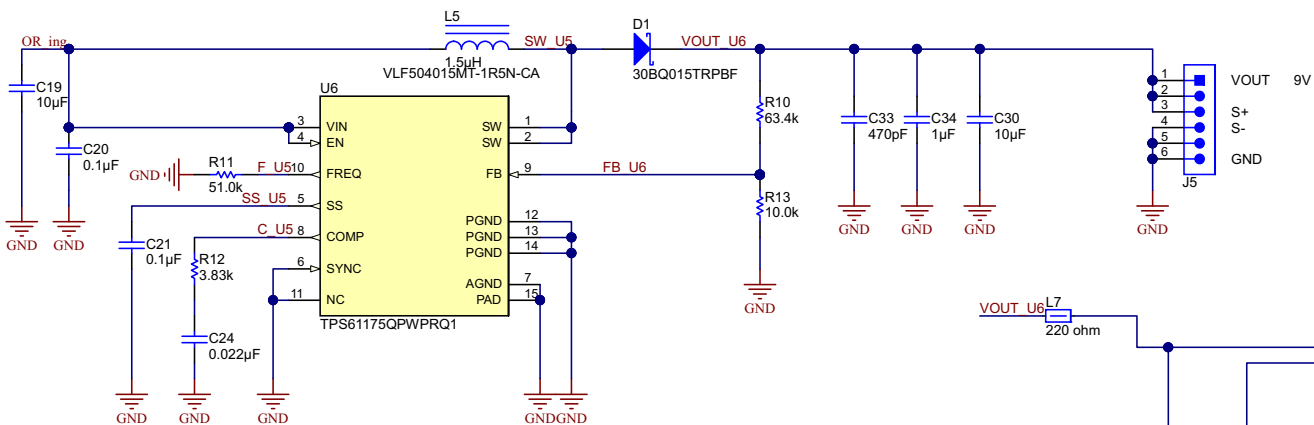 L5
OR_ing
SW_U5
1.5µH
VLF504015MT-1R5N-CA
D1
VOUT_U6
30BQ015TRPBF
C19
10µF
C20
0.1µF
U6
3
VIN
4
EN
10
FREQ
5
SS
8
COMP
6
SYNC
11
NC
SW
1
SW
2
FB
9
PGND
12
PGND
13
PGND
14
AGND
7
PAD
15
TPS61175QPWPRQ1
GND
R11
51.0k
F_U5
SS_U5
C_U5
C21
0.1µF
R12
3.83k
C24
0.022µF
FB_U6
R10
63.4k
R13
10.0k
C33
470pF
C34
1µF
C30
10µF
1
VOUT 9V
2
3
S+
4
S-
5
6
GND
J5
GND
GND
GND
GND
GND
GND
GND
GND
GND
GND
GND
GND
VOUT_U6
L7
220 ohm